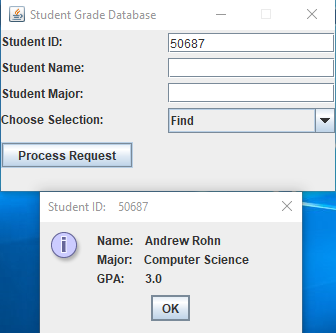 Student Grade Database
Student ID: 50687
Student Name:
Student Major:
Choose Selection: Find
Process Request
Student ID: 50687
Name: Andrew Rohn
Major: Computer Science
GPA: 3.0
OK